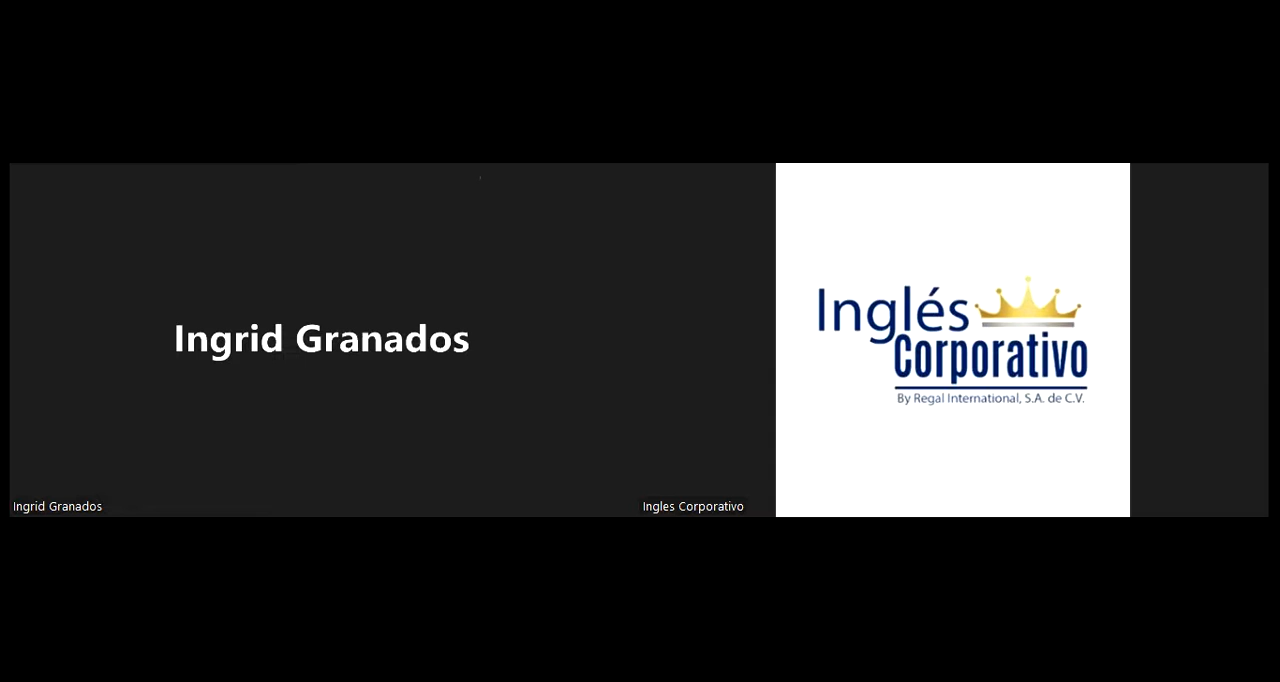 Ingrid Granados
Ingrid Granados
Inglés
Corporativo
By Regal International, S.A. de C.V.
Ingles Corporativo